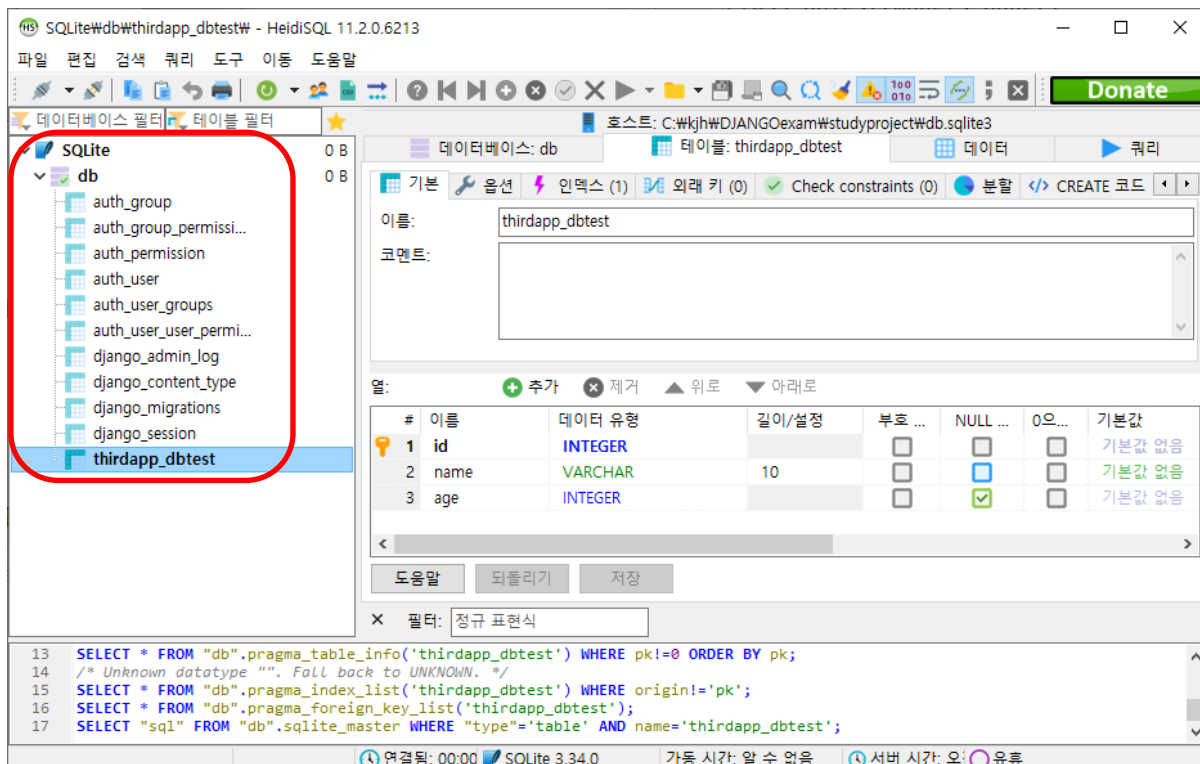 SQLite₩db₩thirdapp_dbtest₩ - HeidiSQL 11.2.0.6213
파일 편집 검색 쿼리 도구 이동 도움말
Donate
데이터베이스 필터 테이블 필터
호스트: C:₩kjh₩DJANGOexam₩studyproject₩db.sqlite3
SQLite 0 B
db 0 B
auth_group
auth_group_permissi...
auth_permission
auth_user
auth_user_groups
auth_user_user_permi...
django_admin_log
django_content_type
django_migrations
django_session
thirdapp_dbtest
데이터베이스: db 테이블: thirdapp_dbtest 데이터 쿼리
기본 옵션 인덱스 (1) 외래 키 (0) Check constraints (0) 분할 CREATE 코드
이름: thirdapp_dbtest
코멘트:
열: 추가 제거 위로 아래로
# 이름 데이터 유형 길이/설정 부호 ... NULL ... 0으... 기본값
1 id INTEGER 기본값 없음
2 name VARCHAR 10 기본값 없음
3 age INTEGER 기본값 없음
도움말 되돌리기 저장
필터: 정규 표현식
13 SELECT * FROM "db".pragma_table_info('thirdapp_dbtest') WHERE pk!=0 ORDER BY pk;
14 /* Unknown datatype "". Fall back to UNKNOWN. */
15 SELECT * FROM "db".pragma_index_list('thirdapp_dbtest') WHERE origin!='pk';
16 SELECT * FROM "db".pragma_foreign_key_list('thirdapp_dbtest');
17 SELECT "sql" FROM "db".sqlite_master WHERE "type"='table' AND name='thirdapp_dbtest';
연결됨: 00:00 SQLite 3.34.0 가동 시간: 알 수 없음 서버 시간: 유휴